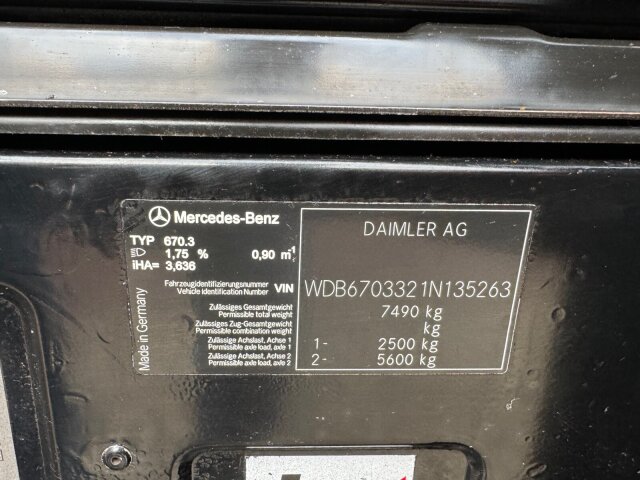 Mercedes-Benz
TYP 670.3
1,75 % 0,90 m⁻¹
iHA= 3,636
Fahrzeugidentifizierungsnummer
Vehicle identification Number VIN
Zulässiges Gesamtgewicht
Permissible total weight
Zulässiges Zug-Gesamtgewicht
Permissible combination weight
Zulässige Achslast, Achse 1
Permissible axle load, axle 1
Zulässige Achslast, Achse 2
Permissible axle load, axle 2
Made in Germany
DAIMLER AG
WDB6703321N135263
7490 kg
kg
1- 2500 kg
2- 5600 kg